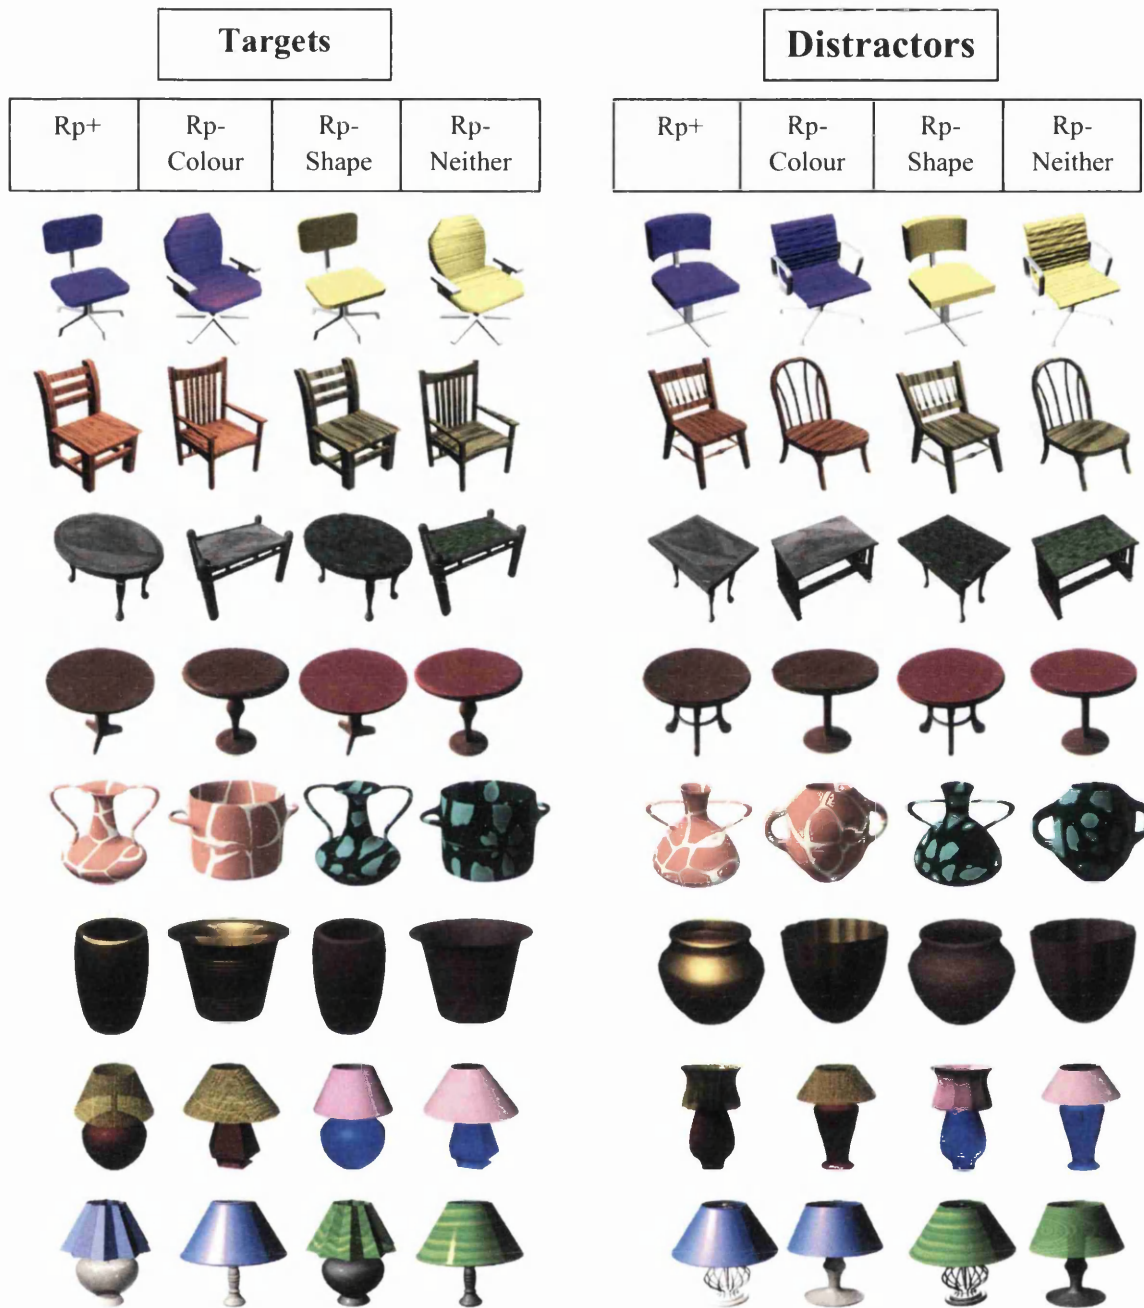 Targets
Distractors
Rp+
Rp-
Colour
Rp-
Shape
Rp-
Neither
Rp+
Rp-
Colour
Rp-
Shape
Rp-
Neither